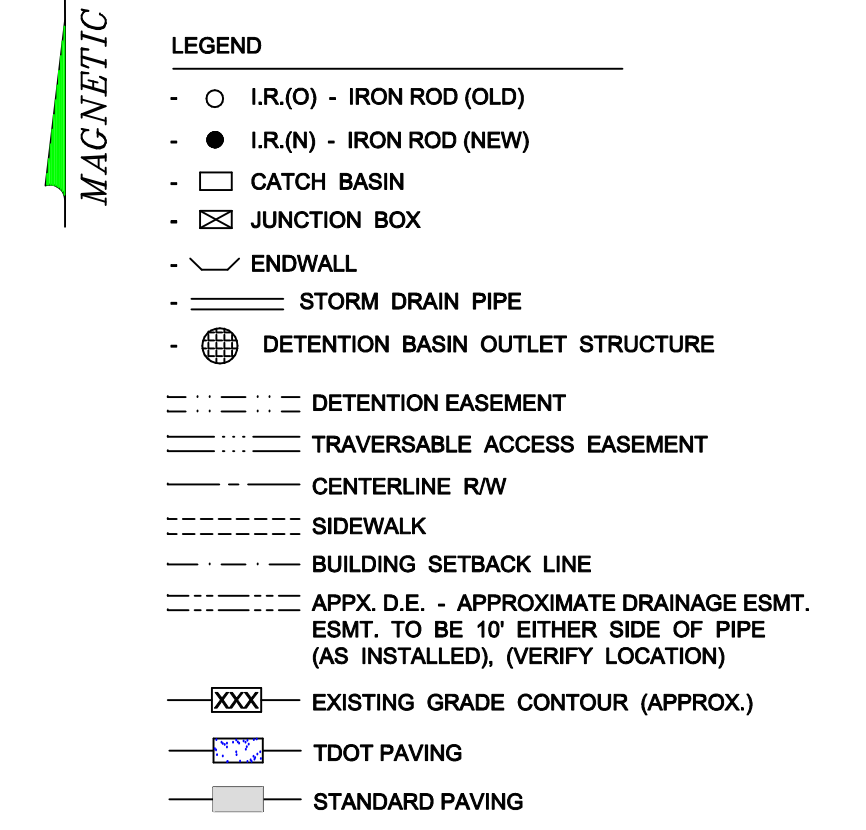 MAGNETIC
LEGEND
- I.R.(O) - IRON ROD (OLD)
- I.R.(N) - IRON ROD (NEW)
- CATCH BASIN
- JUNCTION BOX
- ENDWALL
- STORM DRAIN PIPE
- DETENTION BASIN OUTLET STRUCTURE
DETENTION EASEMENT
TRAVERSABLE ACCESS EASEMENT
CENTERLINE R/W
SIDEWALK
BUILDING SETBACK LINE
APPX. D.E. - APPROXIMATE DRAINAGE ESMT.
ESMT. TO BE 10' EITHER SIDE OF PIPE
(AS INSTALLED), (VERIFY LOCATION)
XXX EXISTING GRADE CONTOUR (APPROX.)
TDOT PAVING
STANDARD PAVING